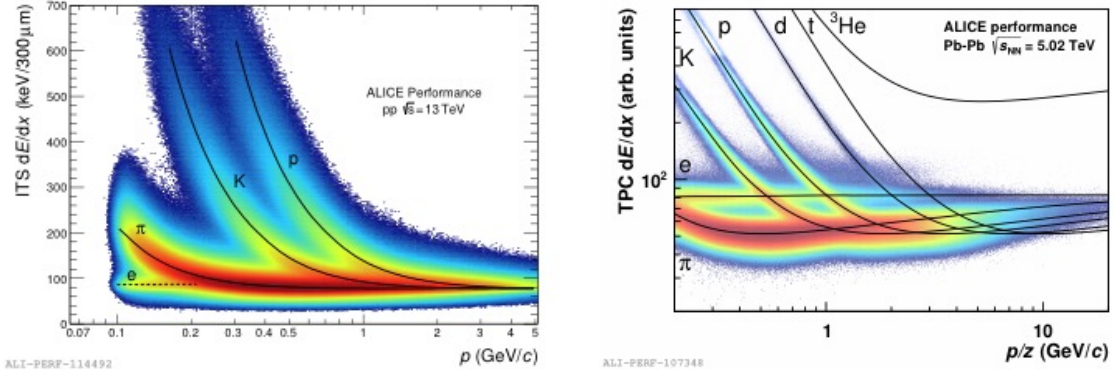 ITS dE/dx (keV/300μm)
700
600
500
400
300
200
100
0
0.07 0.1 0.2 0.3 0.4 0.5 1 2 3 4 5
p (GeV/c)
ALICE Performance
pp √s = 13 TeV
π
e
K
p
ALI-PERF-114492
TPC dE/dx (arb. units)
10²
K p d t ³He
e
π
ALICE performance
Pb-Pb √sNN = 5.02 TeV
1 10
p/z (GeV/c)
ALI-PERF-107348